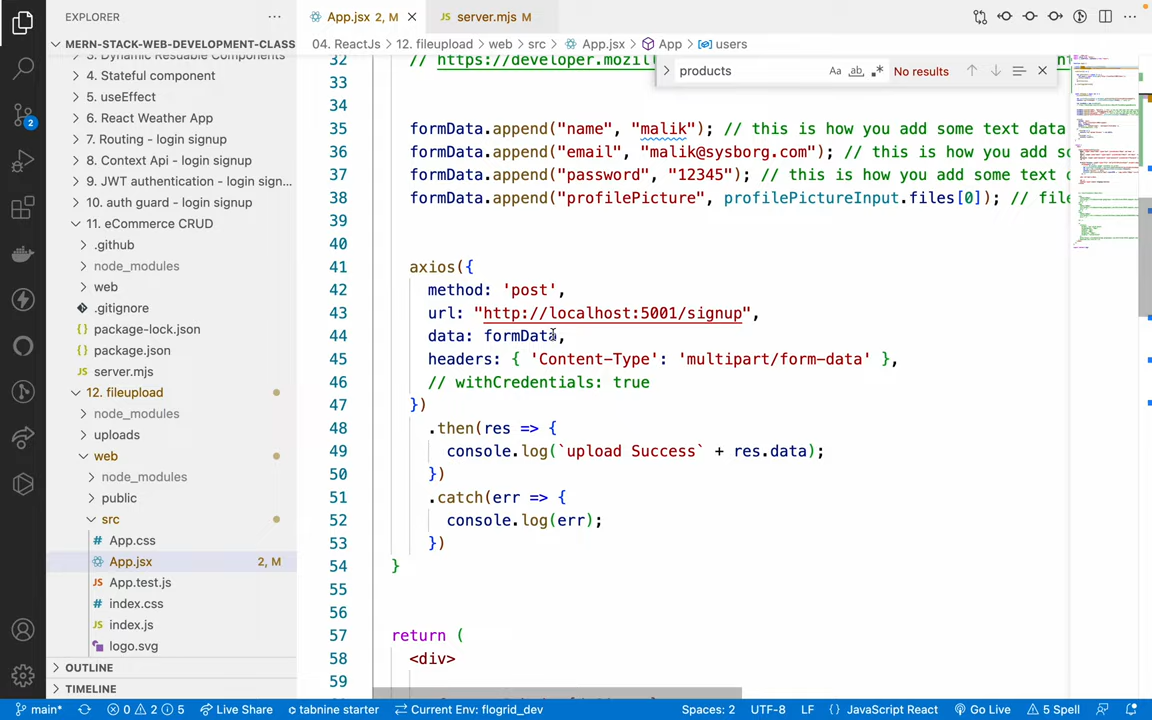 EXPLORER
App.jsx 2, M
server.mjs M
MERN-STACK-WEB-DEVELOPMENT-CLASS
04. ReactJs > 12. fileupload > web > src > App.jsx > App > users
products
Aa
ab
No results
3. Dynamic Reusable Components
4. Stateful component
5. useEffect
6. React Weather App
7. Routing - login signup
8. Context Api - login signup
9. JWT authentication - login sign...
10. auth guard - login signup
11. eCommerce CRUD
.github
node_modules
web
.gitignore
package-lock.json
package.json
server.mjs
12. fileupload
node_modules
uploads
web
node_modules
public
src
App.css
App.jsx 2, M
App.test.js
index.css
index.js
logo.svg
OUTLINE
TIMELINE
32 // https://developer.mozill
33
34
35 formData.append("name", "malik"); // this is how you add some text data
36 formData.append("email", "malik@sysborg.com"); // this is how you add so
37 formData.append("password", "12345"); // this is how you add some text d
38 formData.append("profilePicture", profilePictureInput.files[0]); // file
39
40
41 axios({
42 method: 'post',
43 url: "http://localhost:5001/signup",
44 data: formData,
45 headers: { 'Content-Type': 'multipart/form-data' },
46 // withCredentials: true
47 })
48 .then(res => {
49 console.log(`upload Success` + res.data);
50 })
51 .catch(err => {
52 console.log(err);
53 })
54 }
55
56
57 return (
58 <div>
59
2
main*
0 2 5
Live Share
tabnine starter
Current Env: flogrid_dev
Spaces: 2
UTF-8
LF
{ } JavaScript React
Go Live
5 Spell